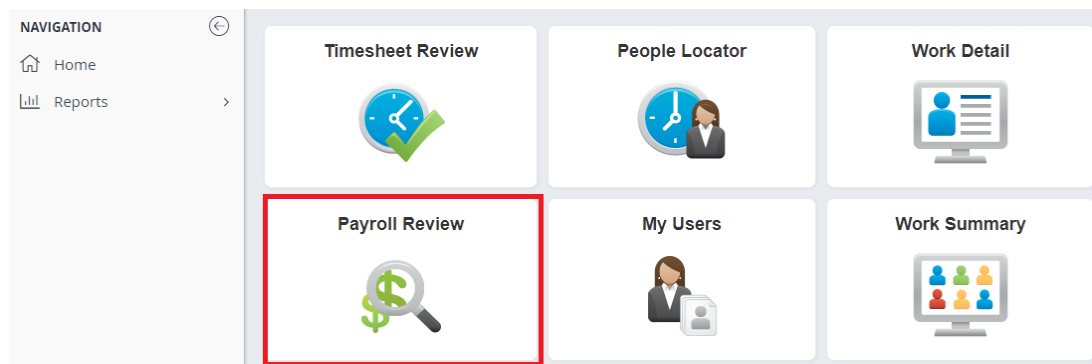 NAVIGATION
Home
Reports
Timesheet Review
People Locator
Work Detail
Payroll Review
My Users
Work Summary